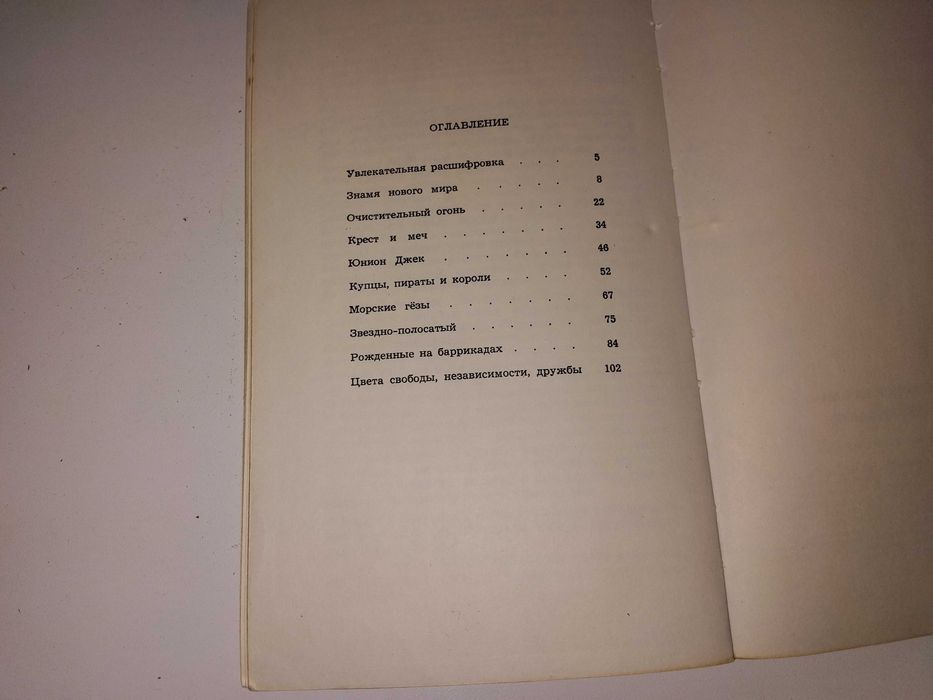 ОГЛАВЛЕНИЕ
Увлекательная расшифровка . . . 5
Знамя нового мира . . . . . 8
Очистительный огонь . . . . . 22
Крест и меч . . . . . . . 34
Юнион Джек . . . . . . . 46
Купцы, пираты и короли . . . . 52
Морские гёзы . . . . . . . 67
Звездно-полосатый . . . . . . 75
Рожденные на баррикадах . . . . 84
Цвета свободы, независимости, дружбы 102